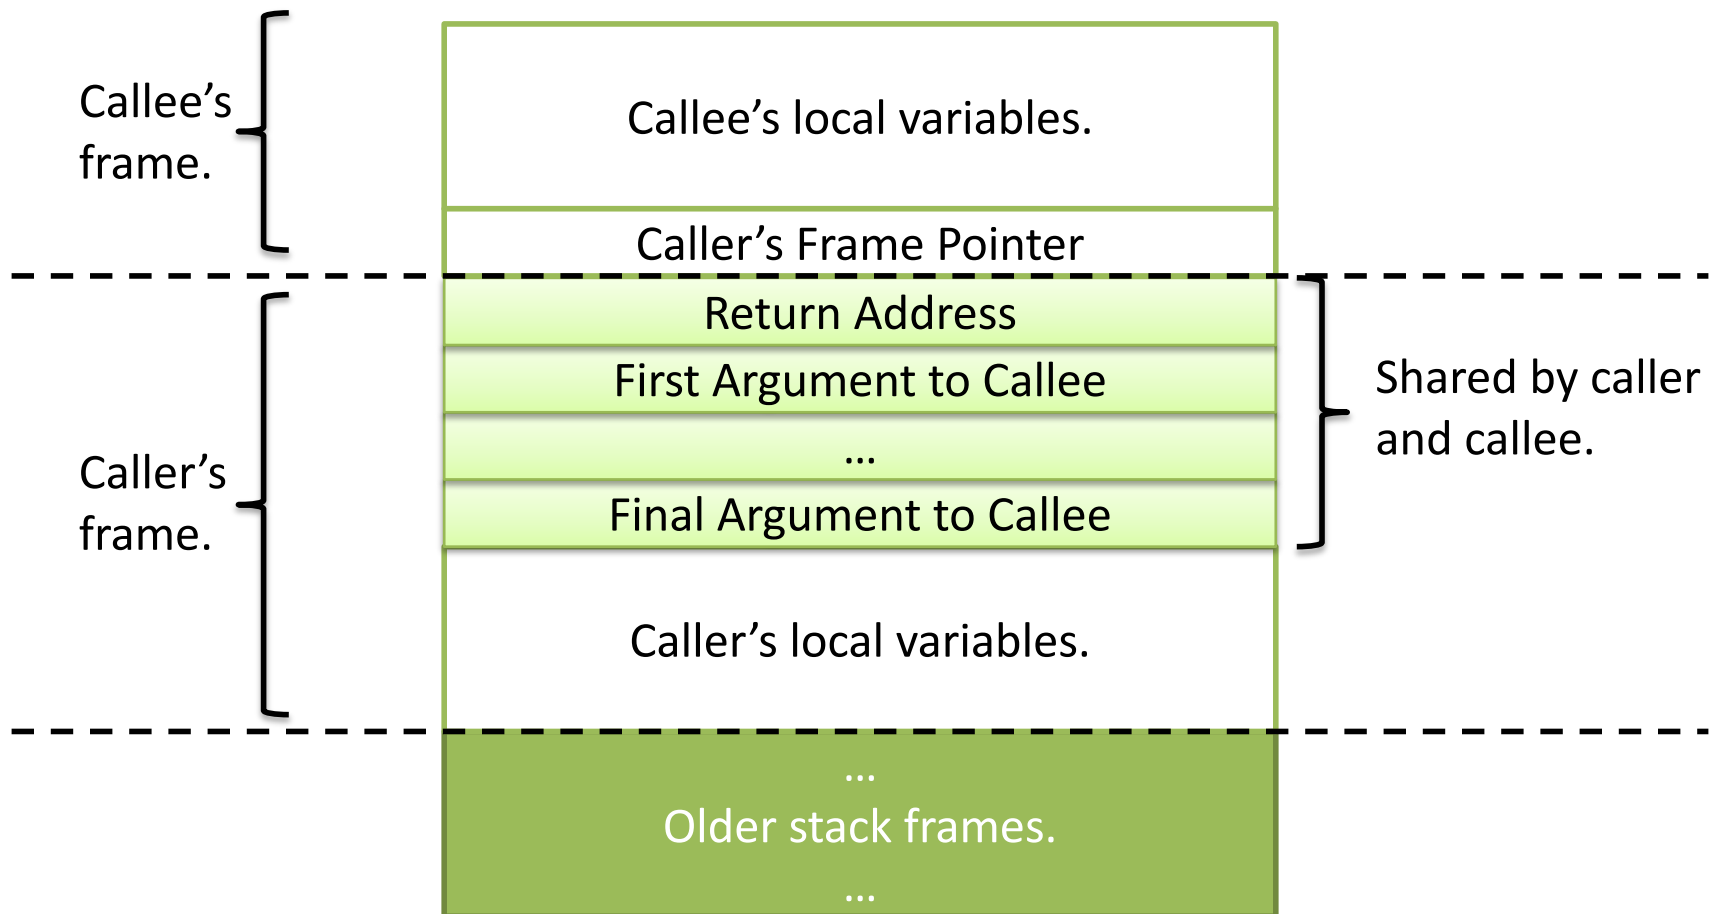 Callee’s local variables.
Callee’s
frame.
Caller’s Frame Pointer
Return Address
First Argument to Callee
…
Final Argument to Callee
Shared by caller
and callee.
Caller’s
frame.
Caller’s local variables.
…
Older stack frames.
…